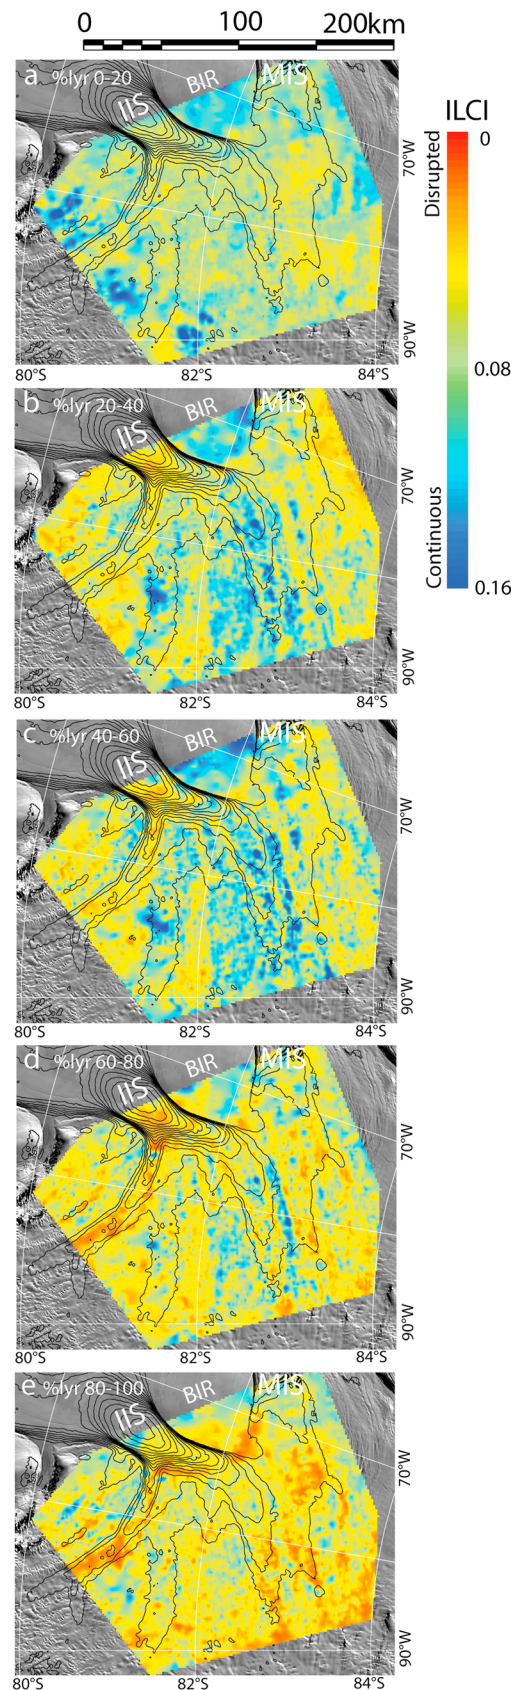 0 100 200km
a %lyr 0-20
IIS BIR MIS
70°W
90°W
80°S 82°S 84°S
ILCI
Disrupted
Continuous
0
0.08
0.16
b %lyr 20-40
IIS BIR MIS
70°W
90°W
80°S 82°S 84°S
c %lyr 40-60
IIS BIR MIS
70°W
90°W
80°S 82°S 84°S
d %lyr 60-80
IIS BIR MIS
70°W
90°W
80°S 82°S 84°S
e %lyr 80-100
IIS BIR MIS
70°W
90°W
80°S 82°S 84°S